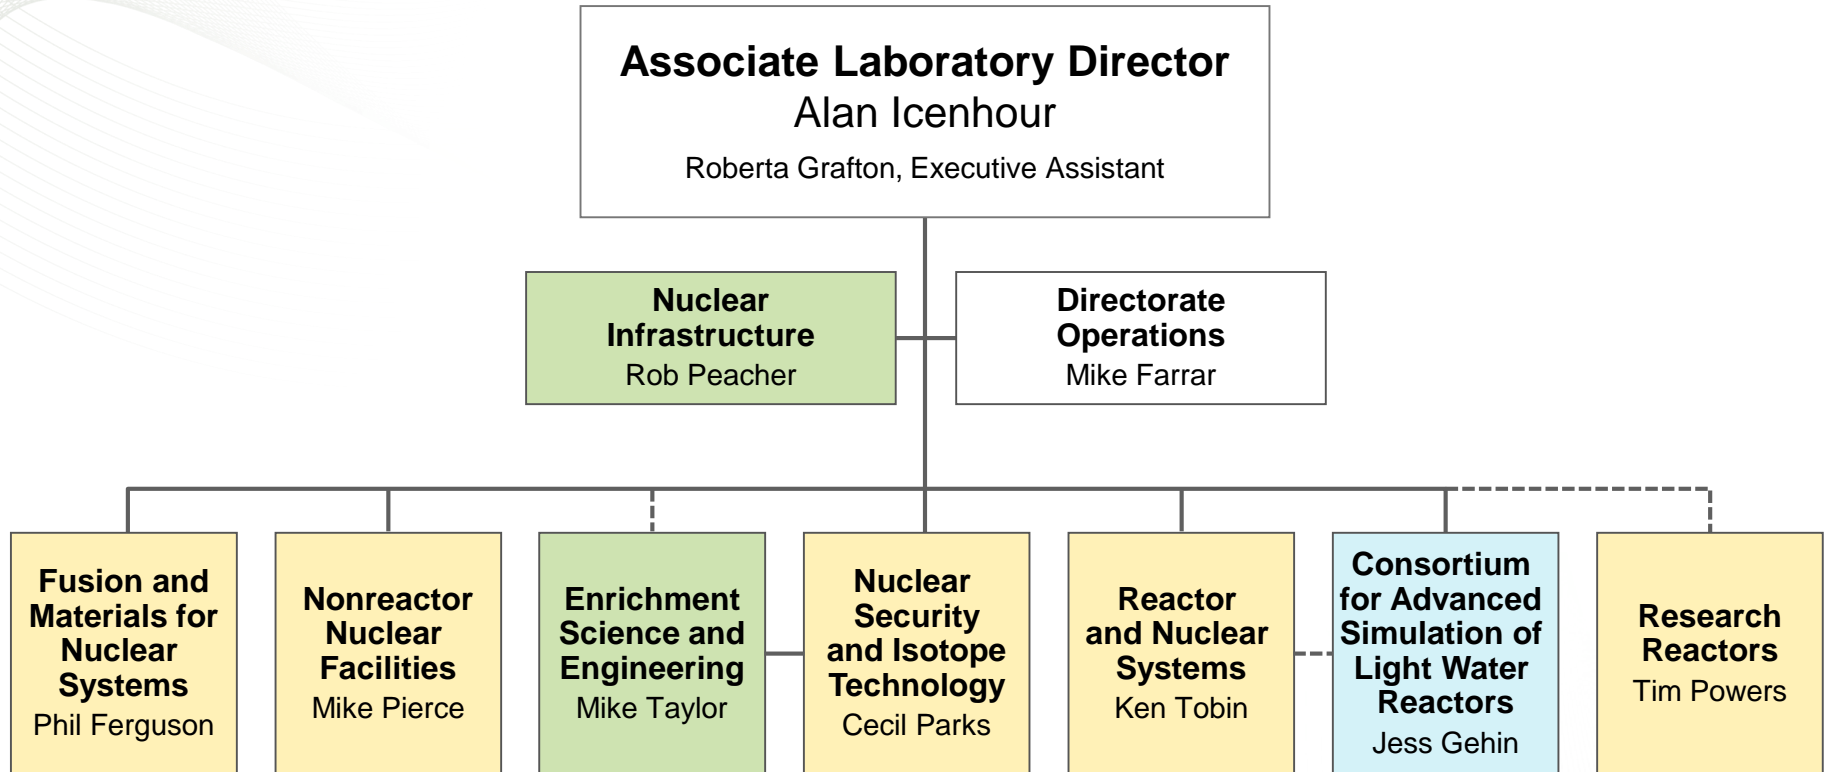 Associate Laboratory Director
Alan Icenhour
Roberta Grafton, Executive Assistant
Nuclear
Infrastructure
Rob Peacher
Directorate
Operations
Mike Farrar
Fusion and
Materials for
Nuclear
Systems
Phil Ferguson
Nonreactor
Nuclear
Facilities
Mike Pierce
Enrichment
Science and
Engineering
Mike Taylor
Nuclear
Security
and Isotope
Technology
Cecil Parks
Reactor
and Nuclear
Systems
Ken Tobin
Consortium
for Advanced
Simulation of
Light Water
Reactors
Jess Gehin
Research
Reactors
Tim Powers